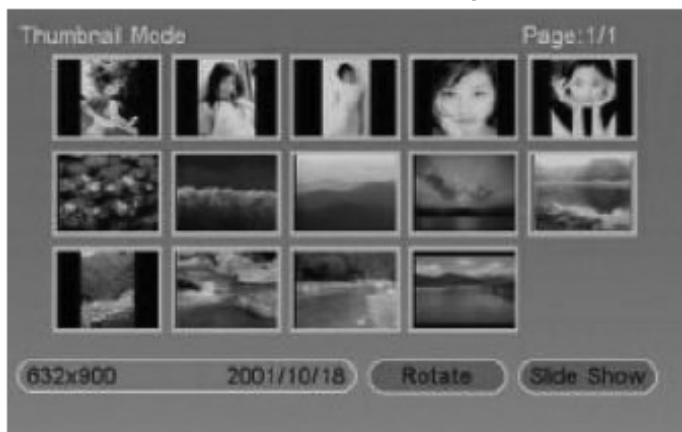 Thumbnail Mode
Page:1/1
632x900
2001/10/18
Rotate
Slide Show